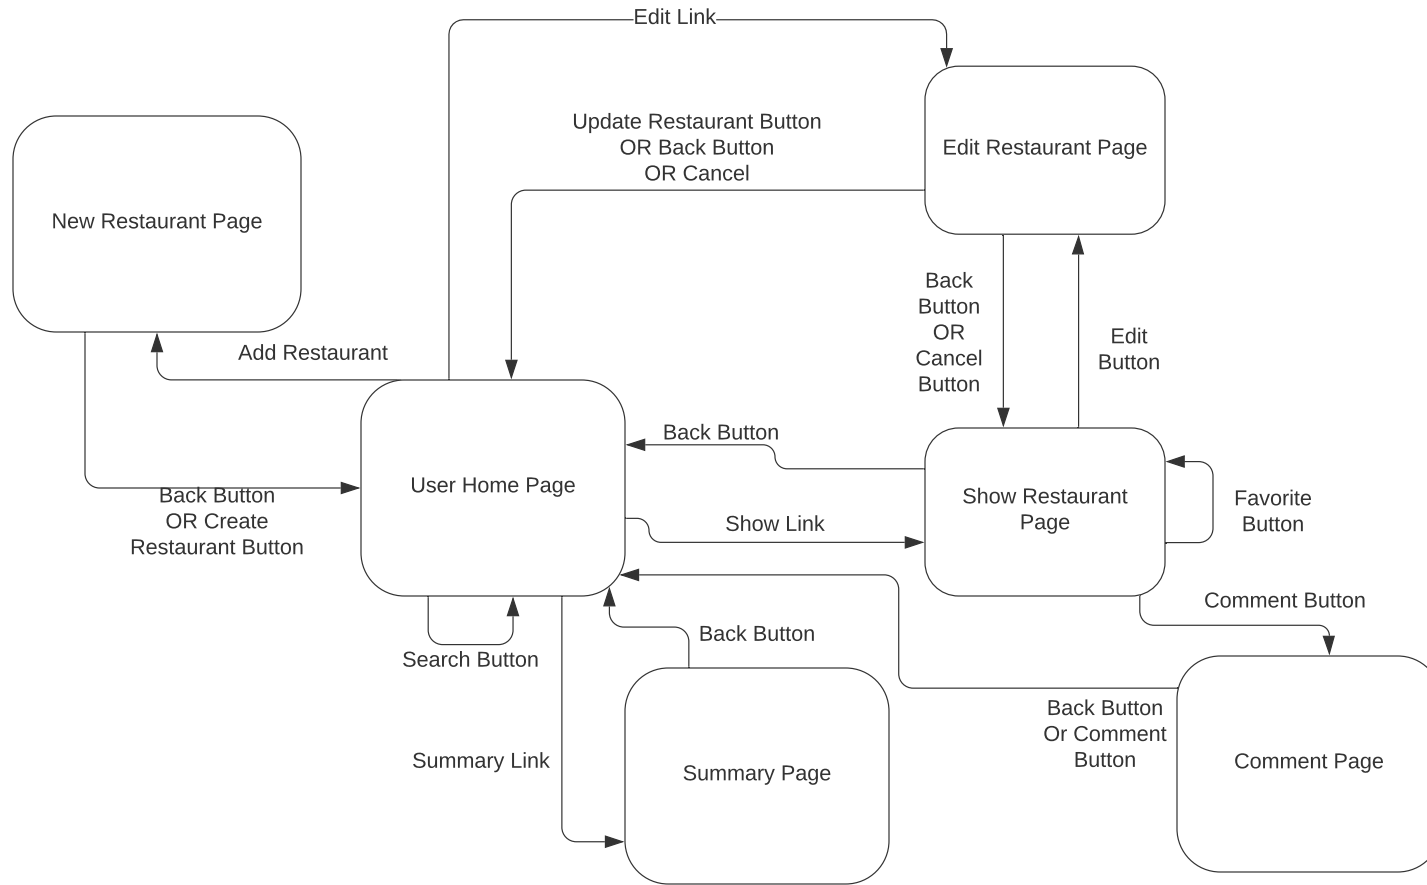 Edit Link
Update Restaurant Button
OR Back Button
OR Cancel
Edit Restaurant Page
New Restaurant Page
Back
Button
OR
Cancel
Button
Edit
Button
Add Restaurant
Back Button
User Home Page
Show Restaurant
Page
Favorite
Button
Back Button
OR Create
Restaurant Button
Show Link
Comment Button
Search Button
Back Button
Back Button
Or Comment
Button
Summary Link
Summary Page
Comment Page